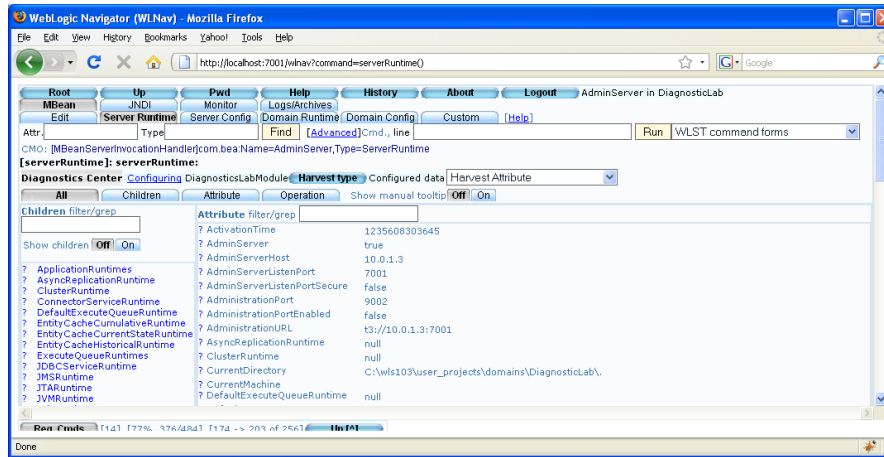 WebLogic Navigator (WLNav) - Mozilla Firefox
File Edit View History Bookmarks Yahoo! Tools Help
http://localhost:7001/wlnav?command=serverRuntime() G Google
Root Up Pwd Help History About Logout AdminServer in DiagnosticLab
MBean JNDI Monitor Logs/Archives
Edit Server Runtime Server Config Domain Runtime Domain Config Custom [Help]
Attr. Type Find [Advanced]Cmd., line Run WLST command forms
CMO: [MBeanServerInvocationHandler]com.bea:Name=AdminServer,Type=ServerRuntime
[serverRuntime]: serverRuntime:
Diagnostics Center Configuring DiagnosticsLabModule Harvest type Configured data Harvest Attribute
All Children Attribute Operation Show manual tooltip Off On
Children filter/grep
Show children Off On
? ApplicationRuntimes
? AsyncReplicationRuntime
? ClusterRuntime
? ConnectorServiceRuntime
? DefaultExecuteQueueRuntime
? EntityCacheCumulativeRuntime
? EntityCacheCurrentStateRuntime
? EntityCacheHistoricalRuntime
? ExecuteQueueRuntimes
? JDBCServiceRuntime
? JMSRuntime
? JTARuntime
? JVMRuntime
Attribute filter/grep
? ActivationTime 1235608303645
? AdminServer true
? AdminServerHost 10.0.1.3
? AdminServerListenPort 7001
? AdminServerListenPortSecure false
? AdministrationPort 9002
? AdministrationPortEnabled false
? AdministrationURL t3://10.0.1.3:7001
? AsyncReplicationRuntime null
? ClusterRuntime null
? CurrentDirectory C:\wls103\user_projects\domains\DiagnosticLab\.
? CurrentMachine
? DefaultExecuteQueueRuntime null
Req. Cmds [14] [77%, 376/484] [174 -> 203 of 256] Up [^]
Done